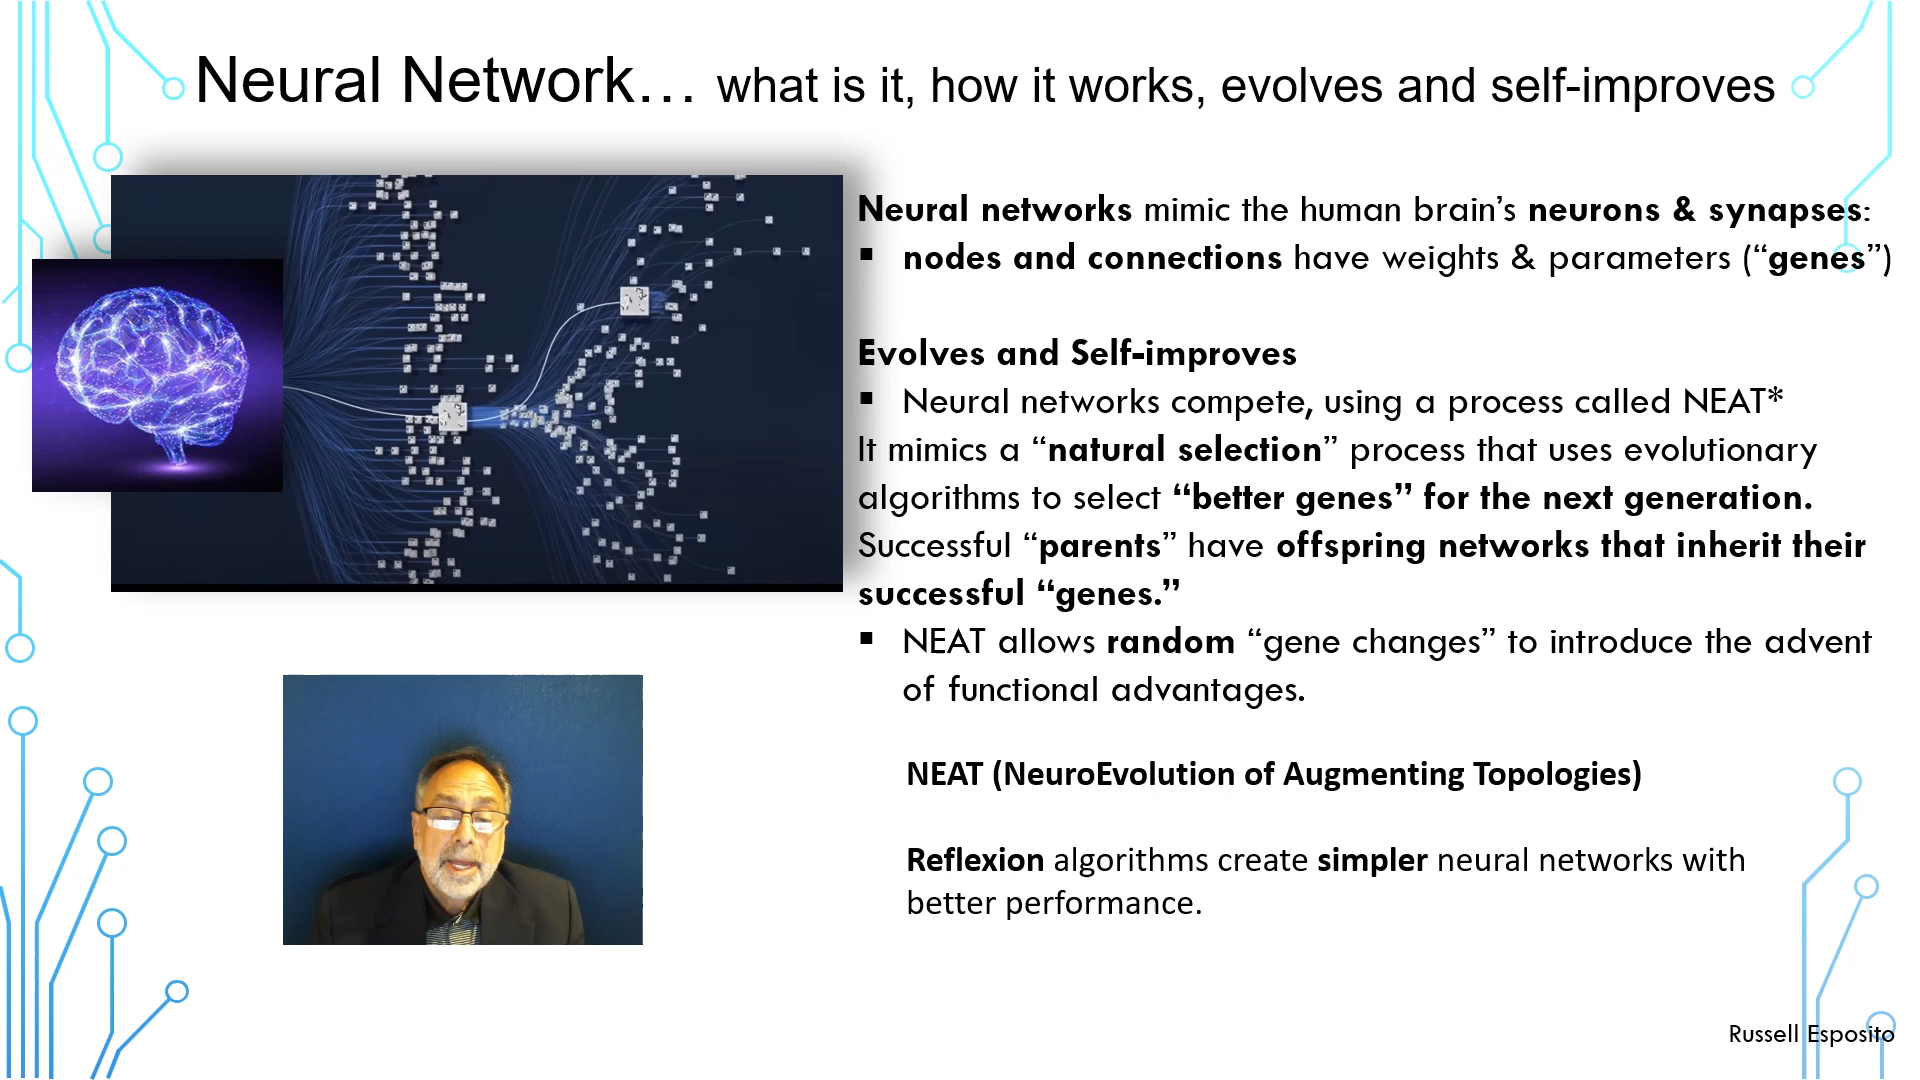 Neural Network… what is it, how it works, evolves and self-improves
Neural networks mimic the human brain’s neurons & synapses:
▪ nodes and connections have weights & parameters (“genes”)
Evolves and Self-improves
▪ Neural networks compete, using a process called NEAT*
It mimics a “natural selection” process that uses evolutionary
algorithms to select “better genes” for the next generation.
Successful “parents” have offspring networks that inherit their
successful “genes.”
▪ NEAT allows random “gene changes” to introduce the advent
of functional advantages.
NEAT (NeuroEvolution of Augmenting Topologies)
Reflexion algorithms create simpler neural networks with
better performance.
Russell Esposito